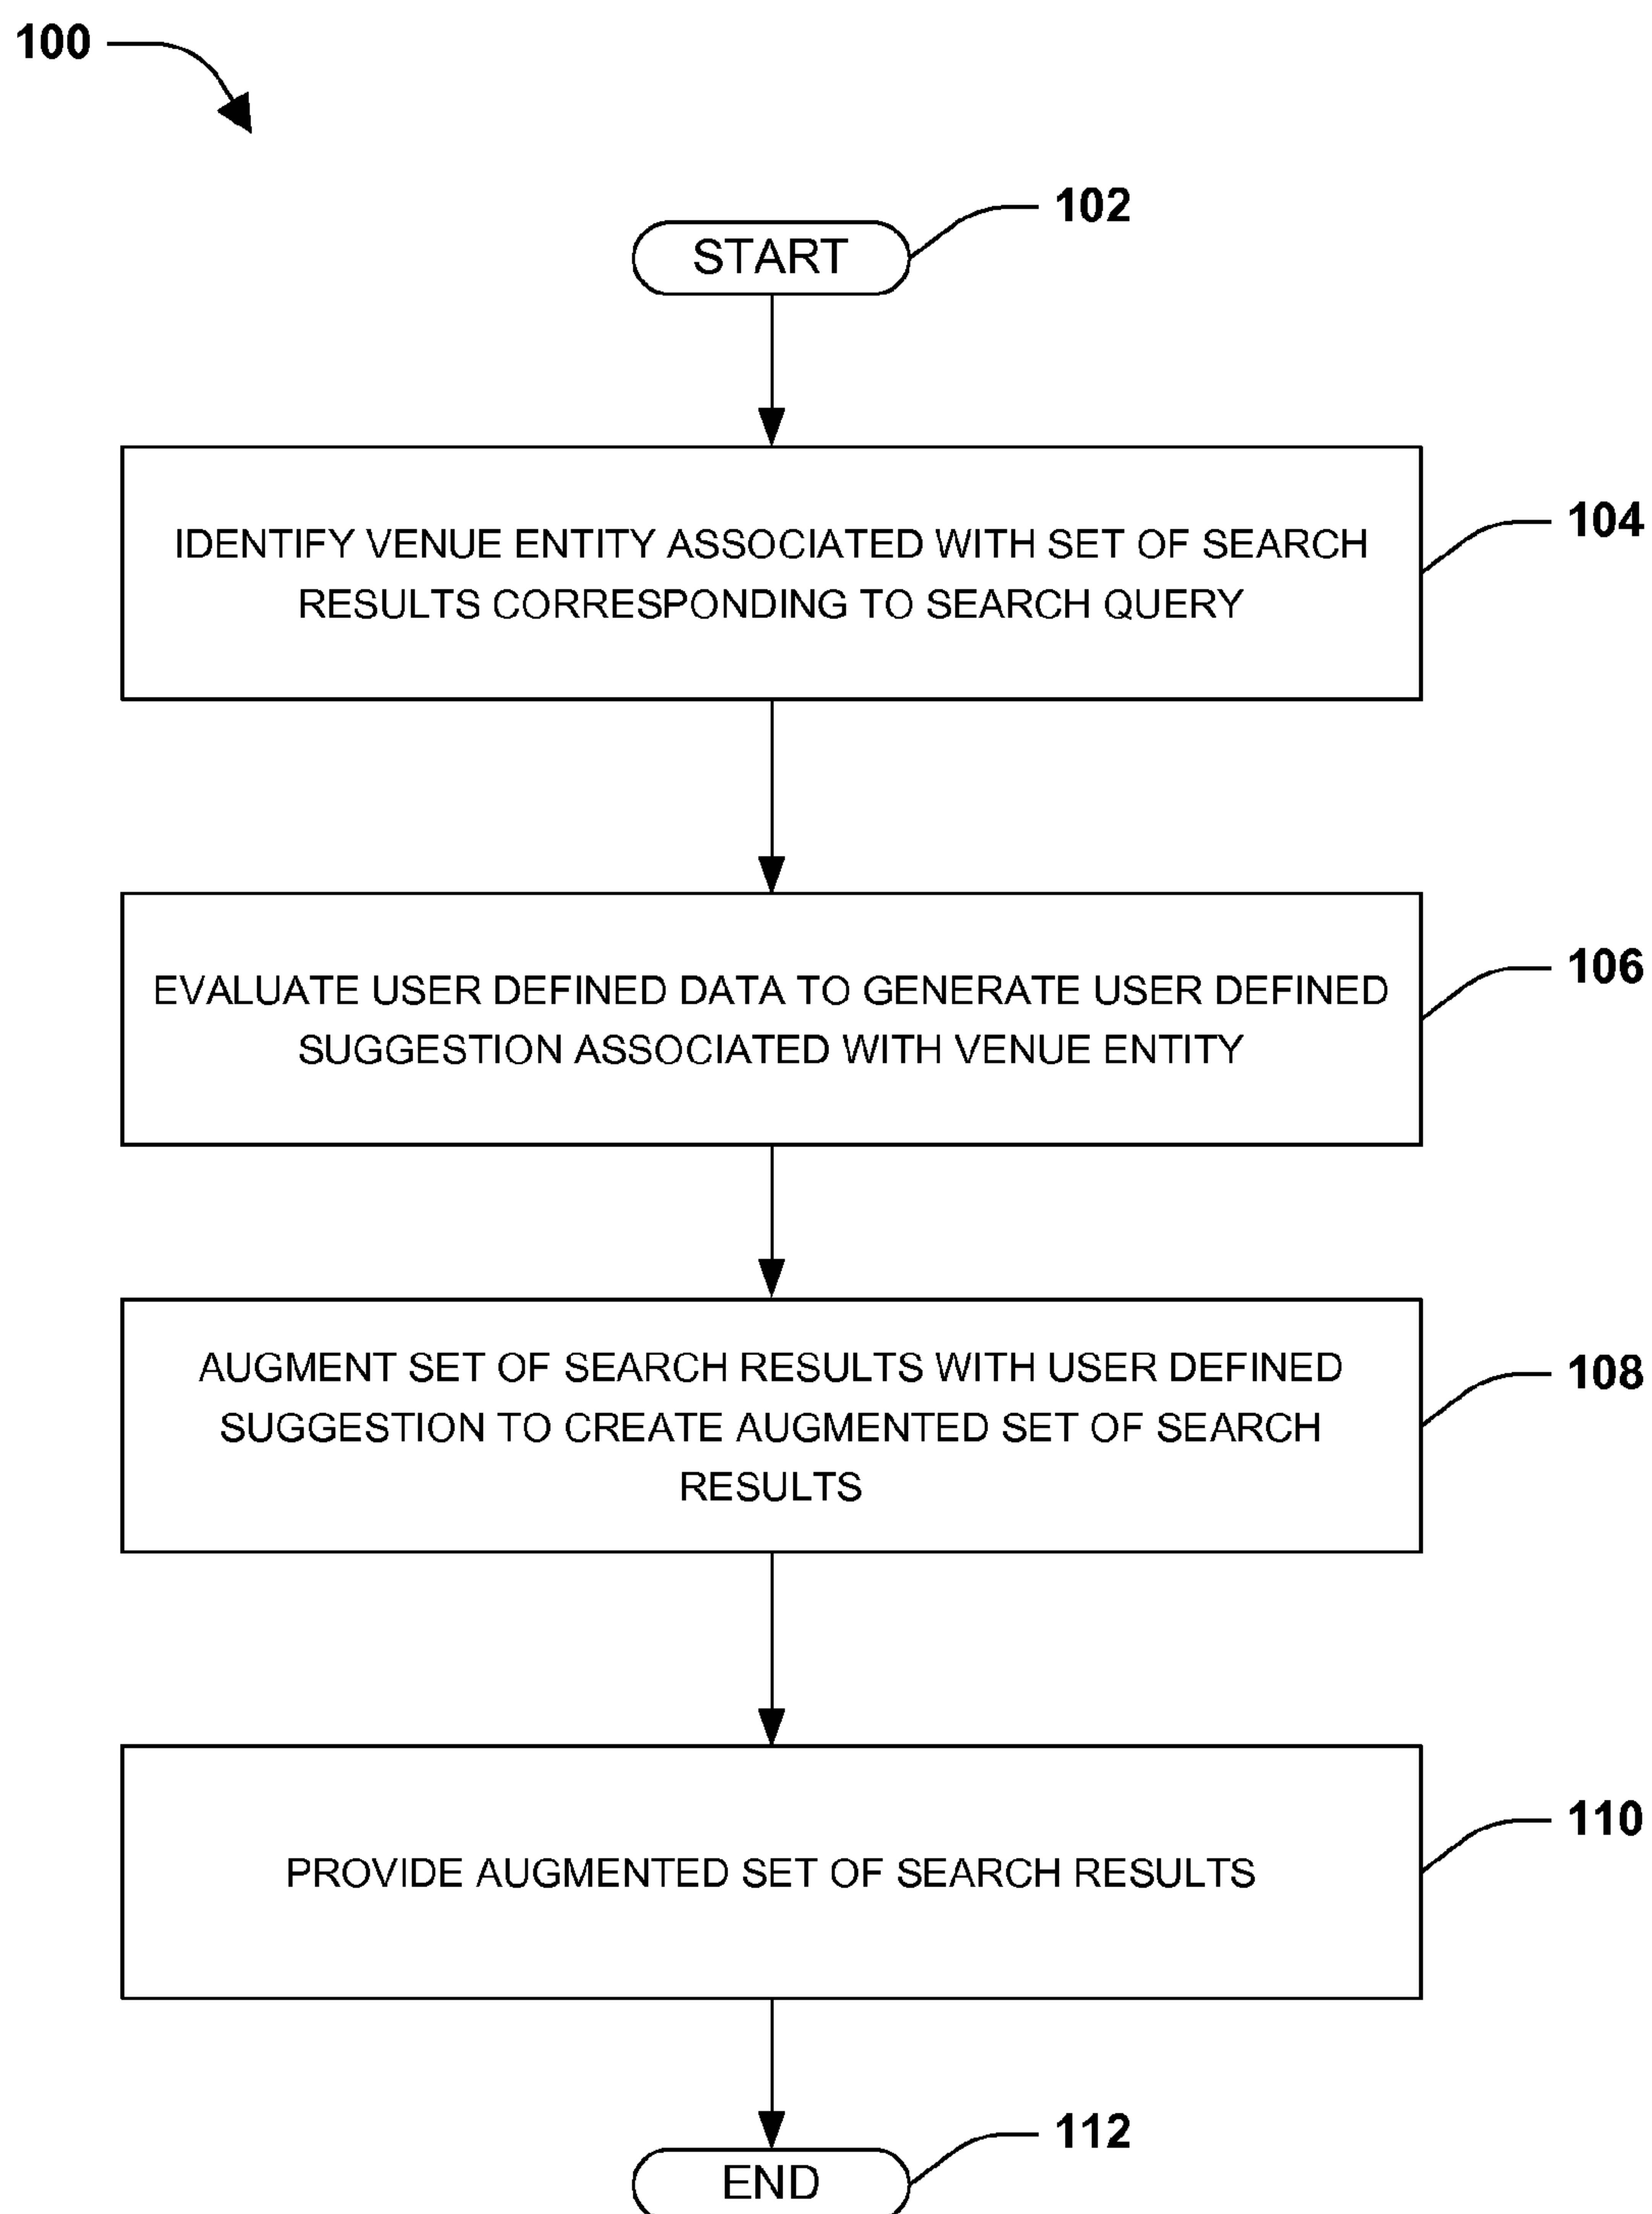 100
102
START
104
IDENTIFY VENUE ENTITY ASSOCIATED WITH SET OF SEARCH
RESULTS CORRESPONDING TO SEARCH QUERY
106
EVALUATE USER DEFINED DATA TO GENERATE USER DEFINED
SUGGESTION ASSOCIATED WITH VENUE ENTITY
108
AUGMENT SET OF SEARCH RESULTS WITH USER DEFINED
SUGGESTION TO CREATE AUGMENTED SET OF SEARCH
RESULTS
110
PROVIDE AUGMENTED SET OF SEARCH RESULTS
112
END